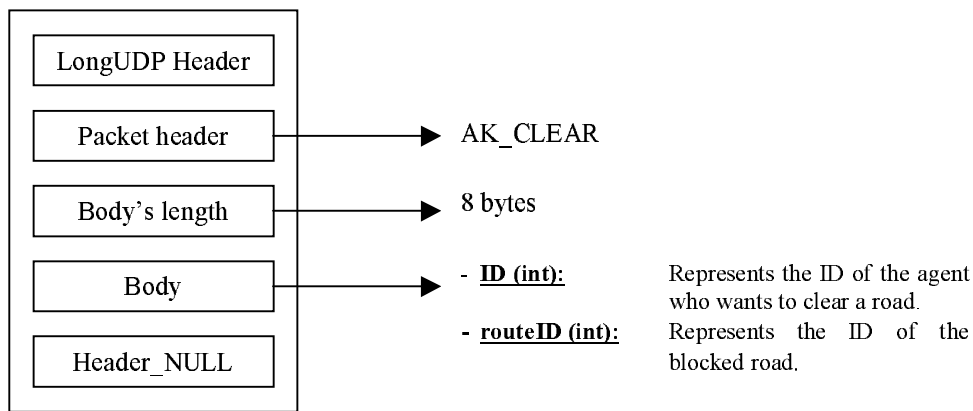 LongUDP Header
Packet header
AK_CLEAR
Body's length
8 bytes
Body
- ID (int): Represents the ID of the agent
who wants to clear a road.
- routeID (int): Represents the ID of the
blocked road.
Header_NULL